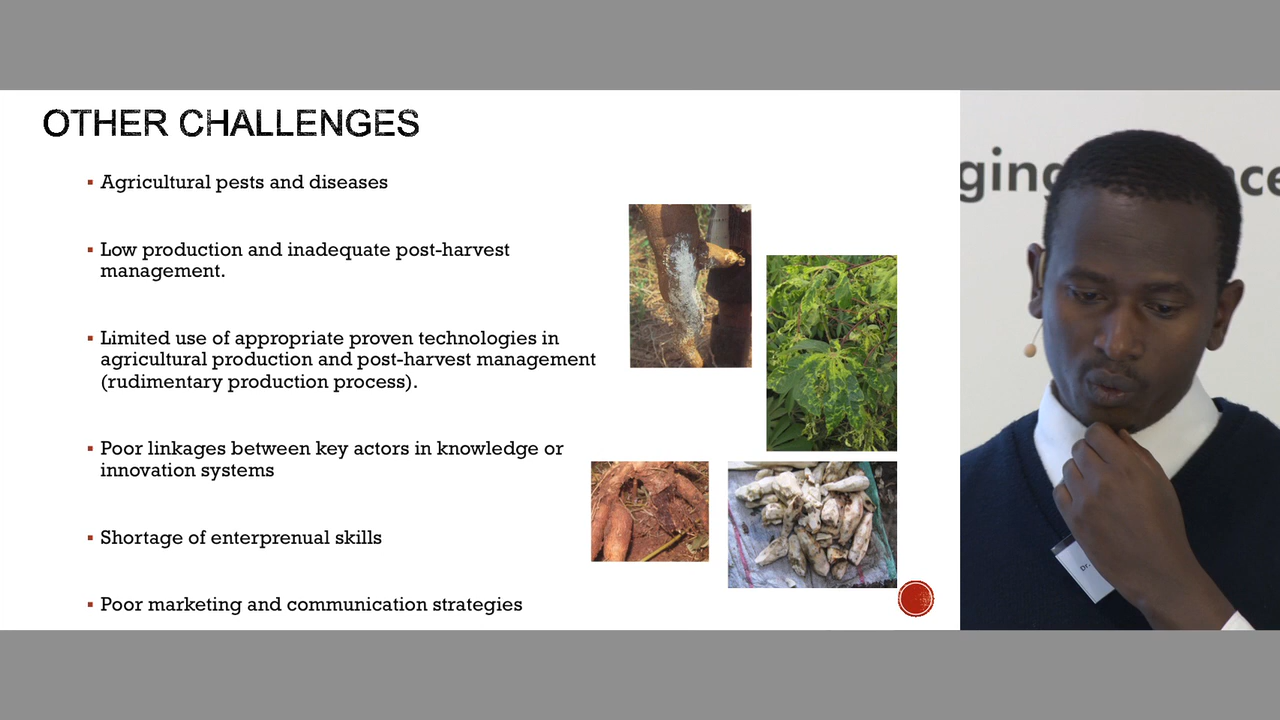 OTHER CHALLENGES
▪ Agricultural pests and diseases
▪ Low production and inadequate post-harvest
management.
▪ Limited use of appropriate proven technologies in
agricultural production and post-harvest management
(rudimentary production process).
▪ Poor linkages between key actors in knowledge or
innovation systems
▪ Shortage of enterprenual skills
▪ Poor marketing and communication strategies
ging
ce
Dr.